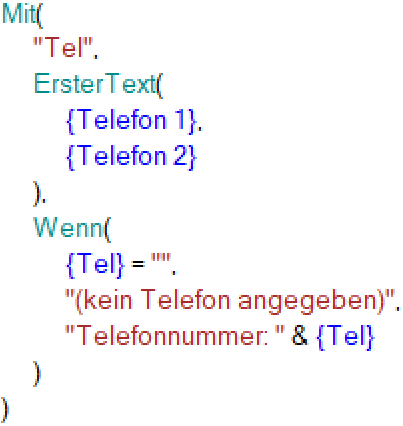 Mit(
"Tel",
ErsterText(
{Telefon 1},
{Telefon 2}
),
Wenn(
{Tel} = "",
"(kein Telefon angegeben)",
"Telefonnummer: " & {Tel}
)
)